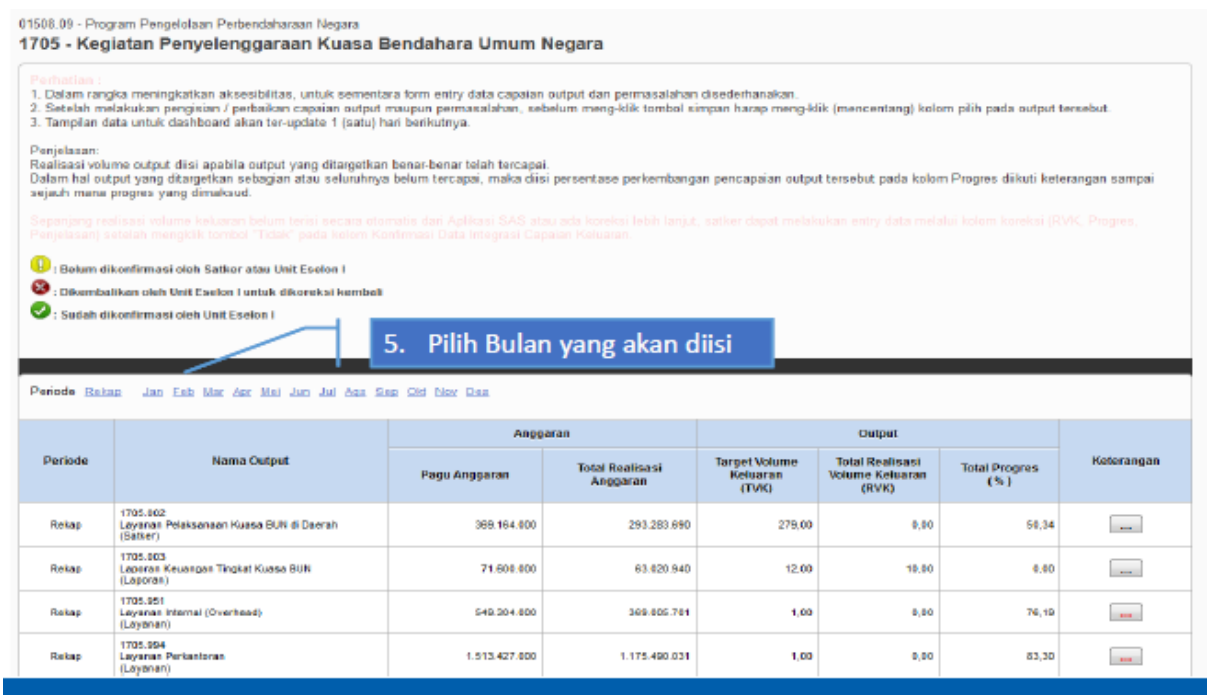 01508.09 - Program Pengelolaan Perbendaharaan Negara
1705 - Kegiatan Penyelenggaraan Kuasa Bendahara Umum Negara
Perhatian :
1. Dalam rangka meningkatkan aksesibilitas, untuk sementara form entry data capaian output dan permasalahan disederhanakan.
2. Setelah melakukan pengisian / perbaikan capaian output maupun permasalahan, sebelum meng-klik tombol simpan harap meng-klik (mencentang) kolom pilih pada output tersebut.
3. Tampilan data untuk dashboard akan ter-update 1 (satu) hari berikutnya.
Penjelasan:
Realisasi volume output diisi apabila output yang ditargetkan benar-benar telah tercapai.
Dalam hal output yang ditargetkan sebagian atau seluruhnya belum tercapai, maka diisi persentase perkembangan pencapaian output tersebut pada kolom Progres diikuti keterangan sampai
sejauh mana progres yang dimaksud.
Sepanjang realisasi volume keluaran belum terisi secara otomatis dari Aplikasi SAS atau ada koreksi lebih lanjut, satker dapat melakukan entry data melalui kolom koreksi (RVK, Progres,
Penjelasan) setelah mengklik tombol "Tidak" pada kolom Konfirmasi Data Integrasi Capaian Keluaran.
: Belum dikonfirmasi oleh Satker atau Unit Eselon I
: Dikembalikan oleh Unit Eselon I untuk dikoreksi kembali
: Sudah dikonfirmasi oleh Unit Eselon I
5. Pilih Bulan yang akan diisi
Periode Rekap Jan Feb Mar Apr Mei Jun Jul Ags Sep Okt Nov Des
Anggaran Output
Periode Nama Output Pagu Anggaran Total Realisasi Anggaran Target Volume Keluaran (TVK) Total Realisasi Volume Keluaran (RVK) Total Progres (%) Keterangan
1705.002
Rekap Layanan Pelaksanaan Kuasa BUN di Daerah 369.164.000 293.283.690 279,00 0,00 50,34 ...
(Satker)
1705.003
Rekap Laporan Keuangan Tingkat Kuasa BUN 71.600.000 63.020.940 12,00 10,00 0,00 ...
(Laporan)
1705.951
Rekap Layanan Internal (Overhead) 549.204.000 369.005.701 1,00 0,00 76,19 ...
(Layanan)
1705.994
Rekap Layanan Perkantoran 1.513.427.000 1.175.490.031 1,00 0,00 83,30 ...
(Layanan)